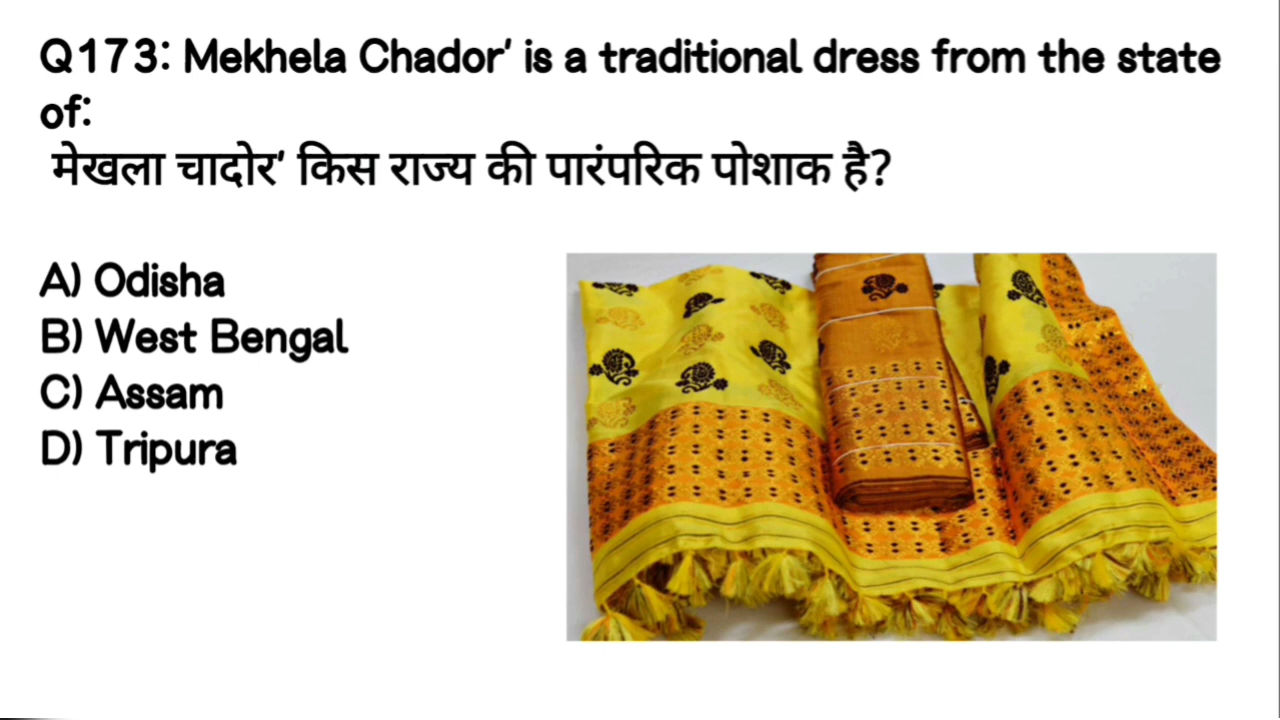 Q173: Mekhela Chador' is a traditional dress from the state
of:
मेखला चादोर' किस राज्य की पारंपरिक पोशाक है?
A) Odisha
B) West Bengal
C) Assam
D) Tripura